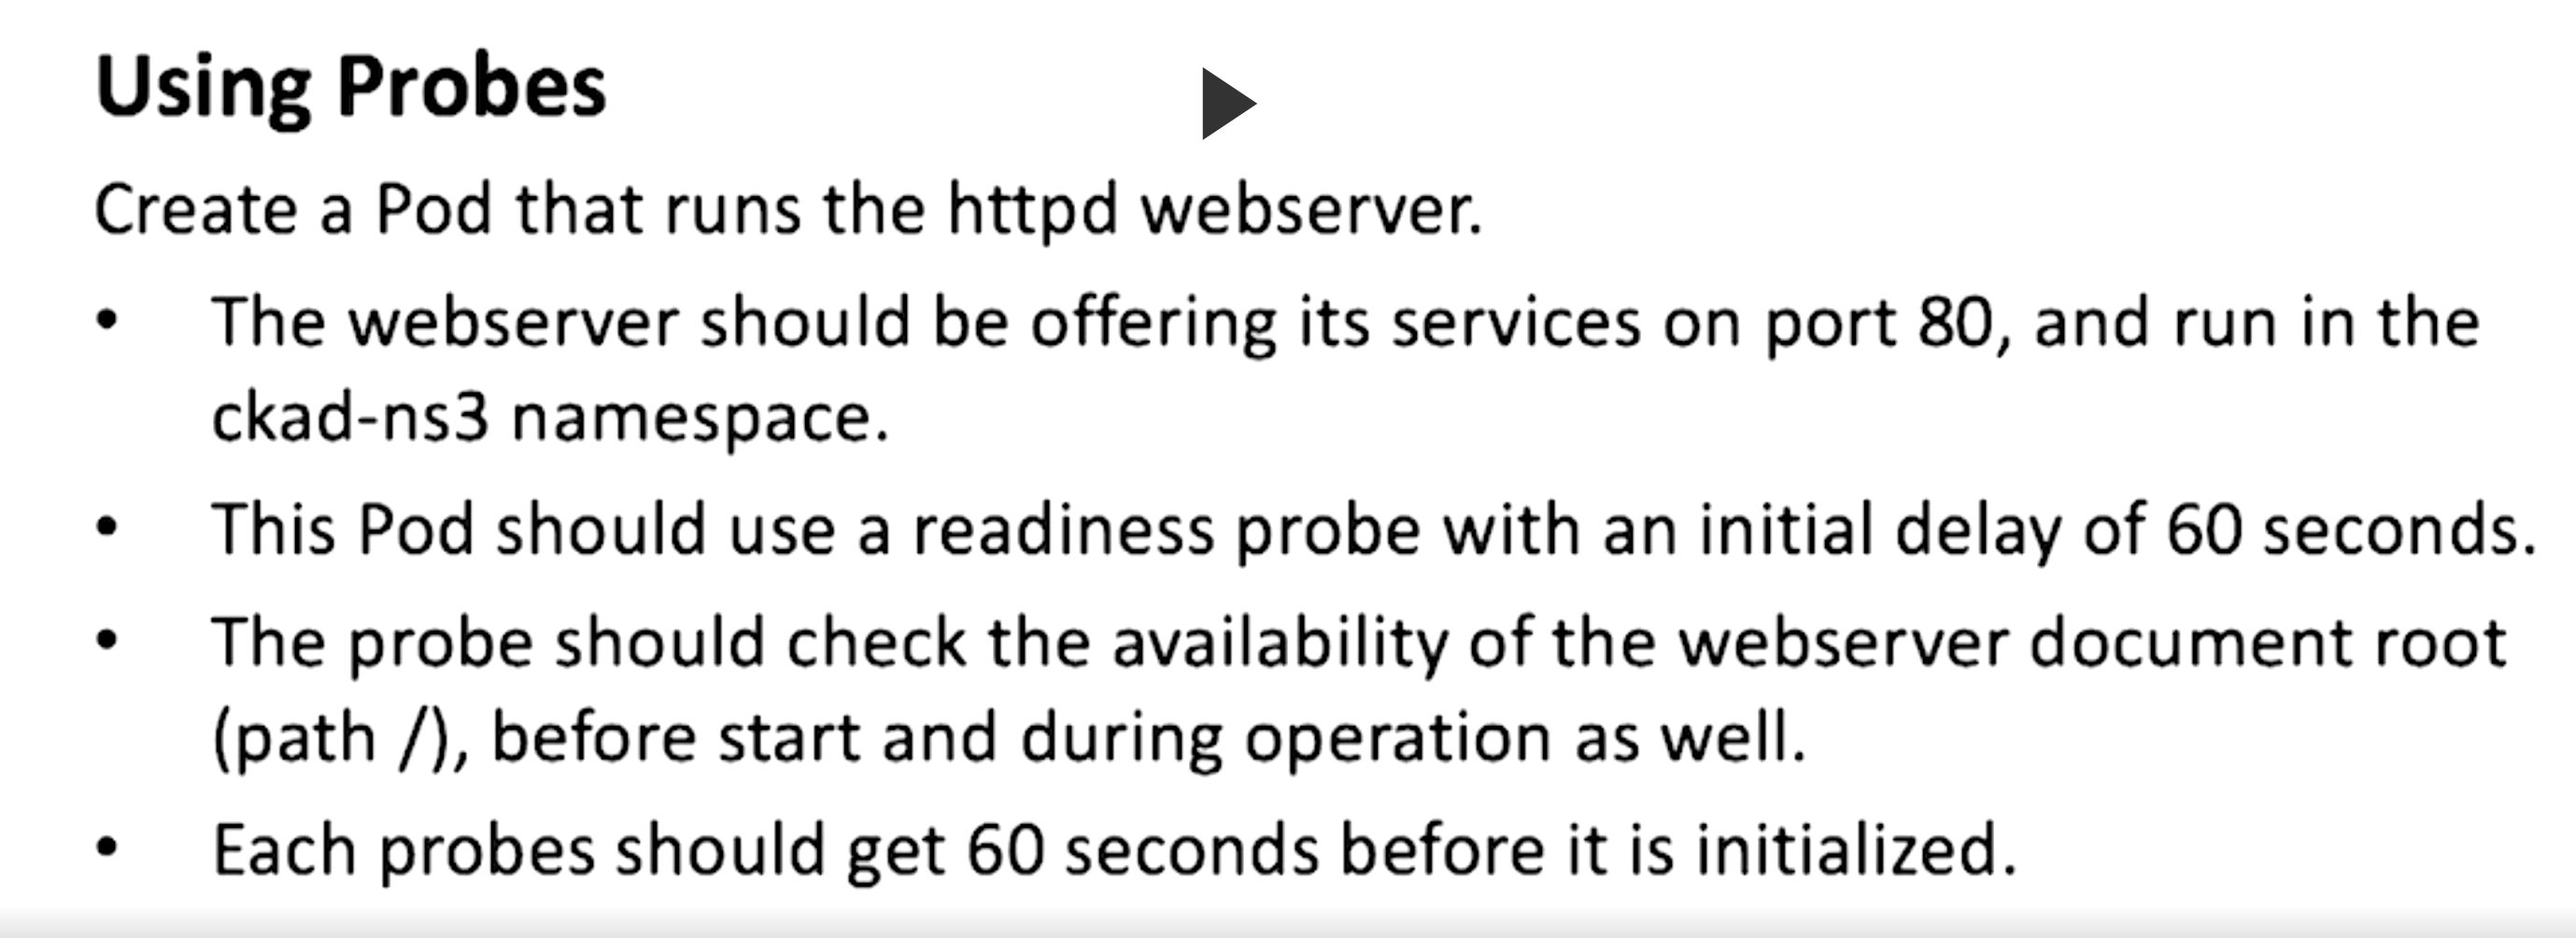 Using Probes
Create a Pod that runs the httpd webserver.
• The webserver should be offering its services on port 80, and run in the
ckad-ns3 namespace.
• This Pod should use a readiness probe with an initial delay of 60 seconds.
• The probe should check the availability of the webserver document root
(path /), before start and during operation as well.
• Each probes should get 60 seconds before it is initialized.